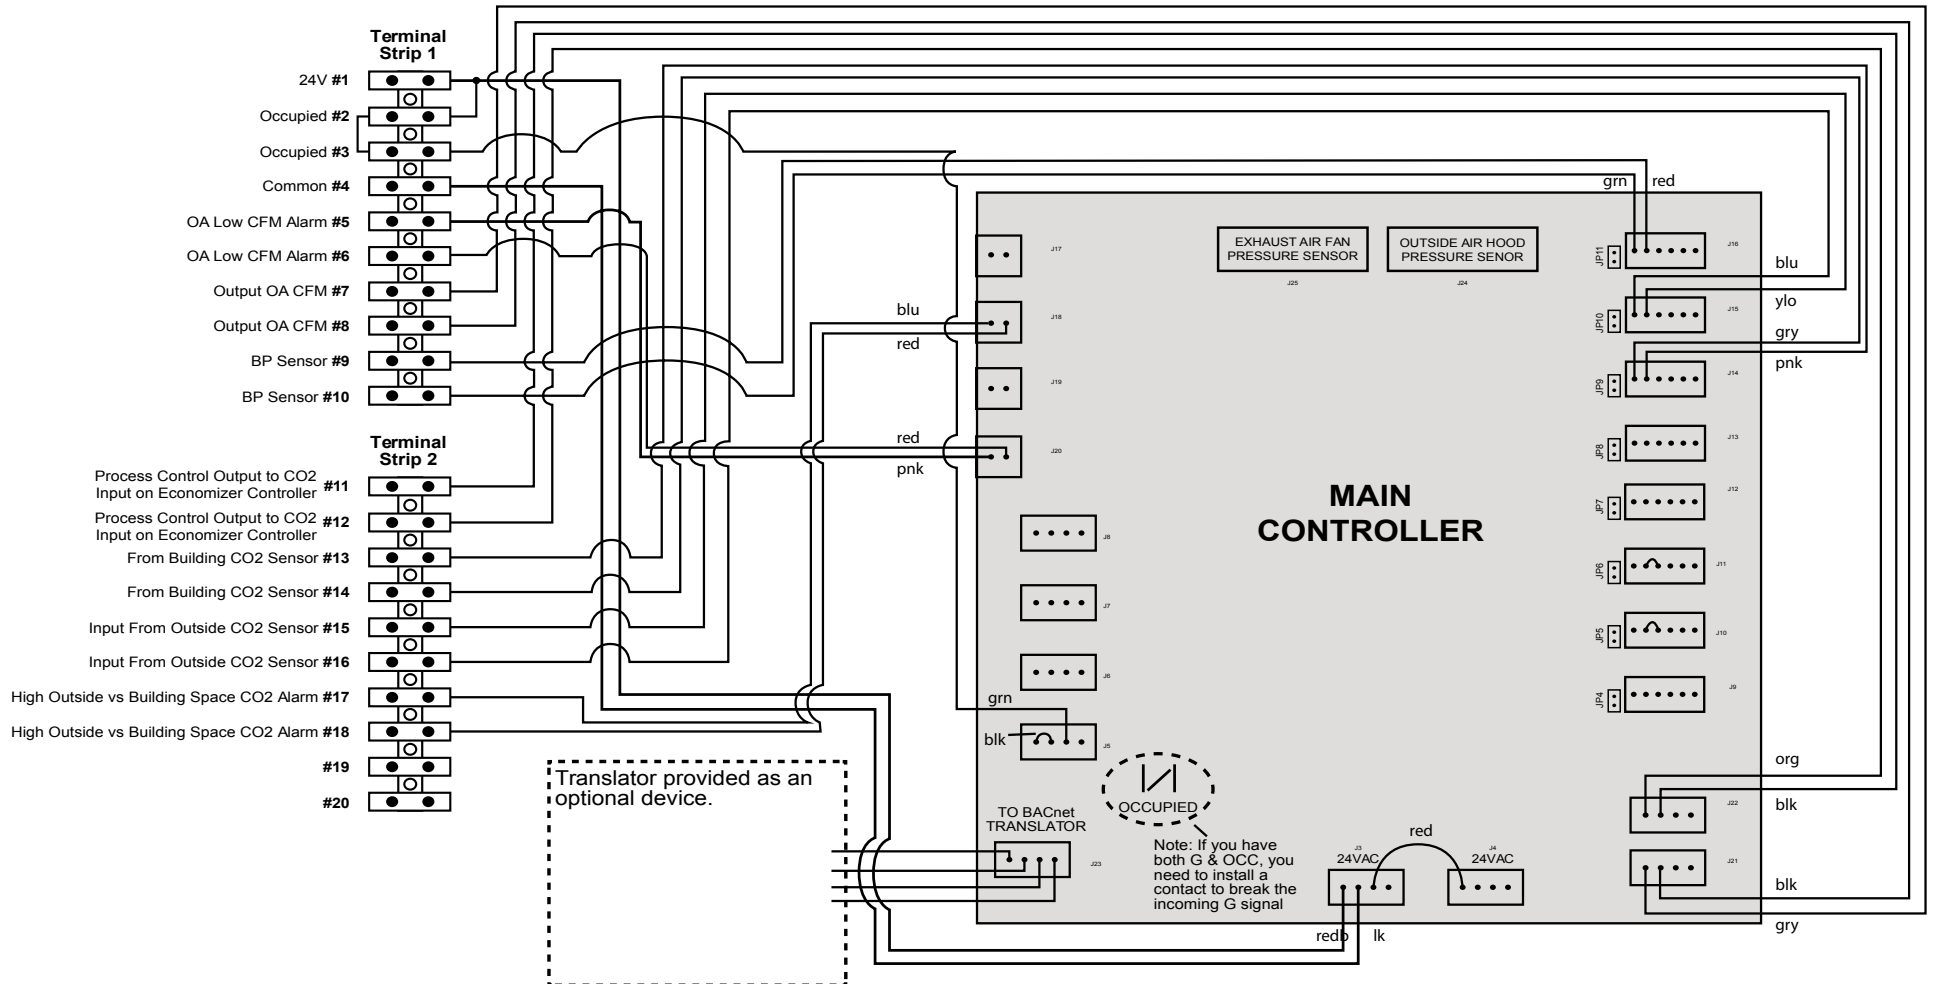 Terminal
Strip 1
24V #1
Occupied #2
Occupied #3
Common #4
OA Low CFM Alarm #5
OA Low CFM Alarm #6
Output OA CFM #7
Output OA CFM #8
BP Sensor #9
BP Sensor #10
Terminal
Strip 2
Process Control Output to CO2
Input on Economizer Controller #11
Process Control Output to CO2
Input on Economizer Controller #12
From Building CO2 Sensor #13
From Building CO2 Sensor #14
Input From Outside CO2 Sensor #15
Input From Outside CO2 Sensor #16
High Outside vs Building Space CO2 Alarm #17
High Outside vs Building Space CO2 Alarm #18
#19
#20
Translator provided as an
optional device.
blu
red
red
pnk
grn
blk
J17
J18
J19
J20
J8
J7
J6
J5
TO BACnet
TRANSLATOR
J23
OCCUPIED
Note: If you have
both G & OCC, you
need to install a
contact to break the
incoming G signal
EXHAUST AIR FAN
PRESSURE SENSOR
J25
OUTSIDE AIR HOOD
PRESSURE SENOR
J24
MAIN
CONTROLLER
red
J3
24VAC
J4
24VAC
redb
lk
grn
red
JP11
J16
blu
JP10
J15
ylo
gry
JP9
J14
pnk
JP8
J13
JP7
J12
JP6
J11
JP5
J10
JP4
J9
org
J22
blk
J21
blk
gry